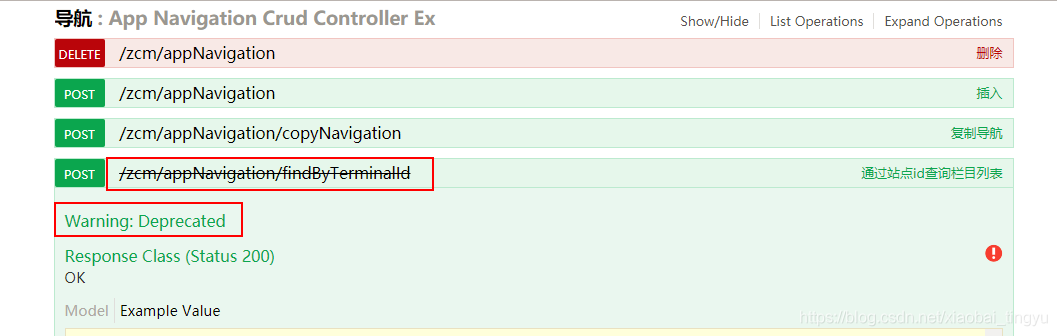 导航 : App Navigation Crud Controller Ex Show/Hide List Operations Expand Operations
DELETE /zcm/appNavigation 删除
POST /zcm/appNavigation 插入
POST /zcm/appNavigation/copyNavigation 复制导航
POST /zcm/appNavigation/findByTerminalId 通过站点id查询栏目列表
Warning: Deprecated
Response Class (Status 200)
OK
Model Example Value
https://blog.csdn.net/xiaobai_tingyu